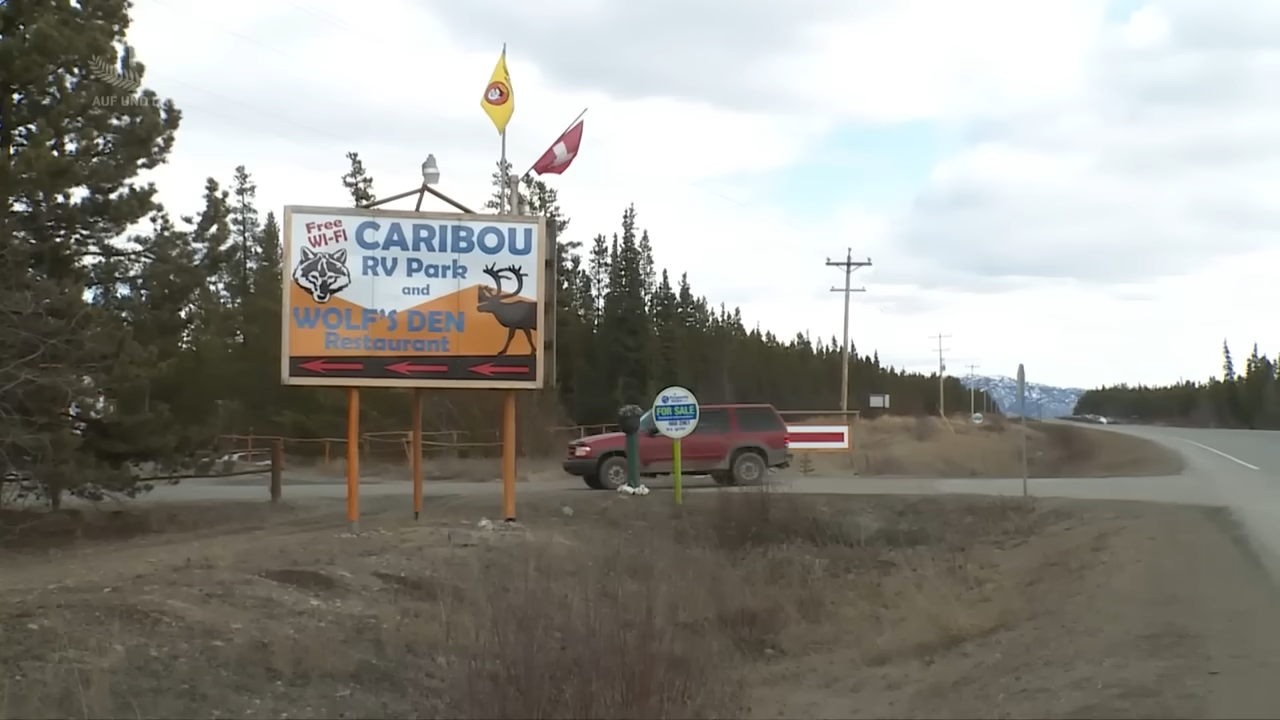 AUF UND
Free
WI-FI
CARIBOU
RV Park
and
WOLF'S DEN
Restaurant
FOR SALE